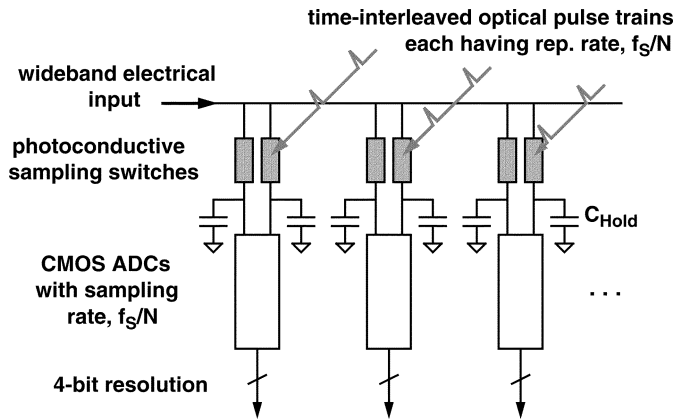 time-interleaved optical pulse trains
each having rep. rate, fS/N
wideband electrical
input
photoconductive
sampling switches
CHold
CMOS ADCs
with sampling
rate, fS/N
. . .
4-bit resolution